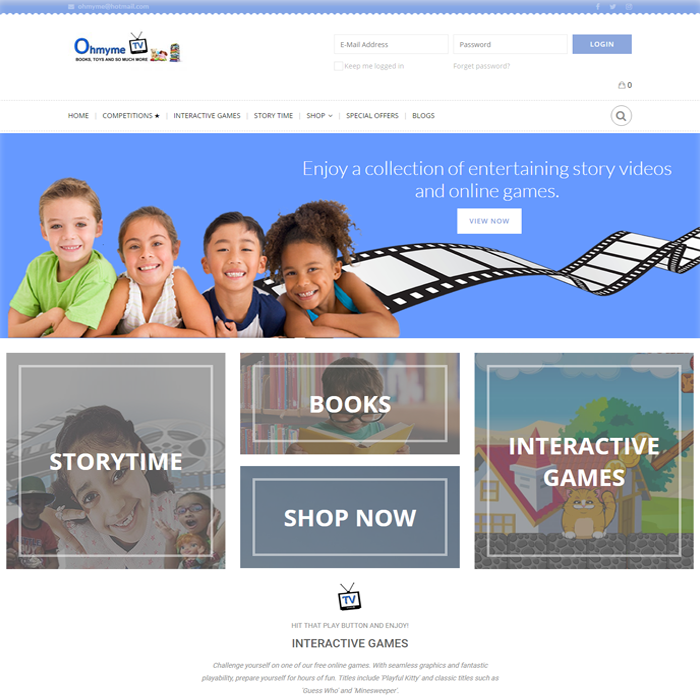 ohmyme@hotmail.com
Ohmyme TV
BOOKS, TOYS AND SO MUCH MORE
E-Mail Address
Password
LOGIN
Keep me logged in
Forget password?
0
HOME
COMPETITIONS ★
INTERACTIVE GAMES
STORY TIME
SHOP
SPECIAL OFFERS
BLOGS
Enjoy a collection of entertaining story videos
and online games.
VIEW NOW
STORYTIME
BOOKS
SHOP NOW
INTERACTIVE
GAMES
TV
HIT THAT PLAY BUTTON AND ENJOY!
INTERACTIVE GAMES
Challenge yourself on one of our free online games. With seamless graphics and fantastic
playability, prepare yourself for hours of fun. Titles include 'Playful Kitty' and classic titles such as
'Guess Who' and 'Minesweeper'.